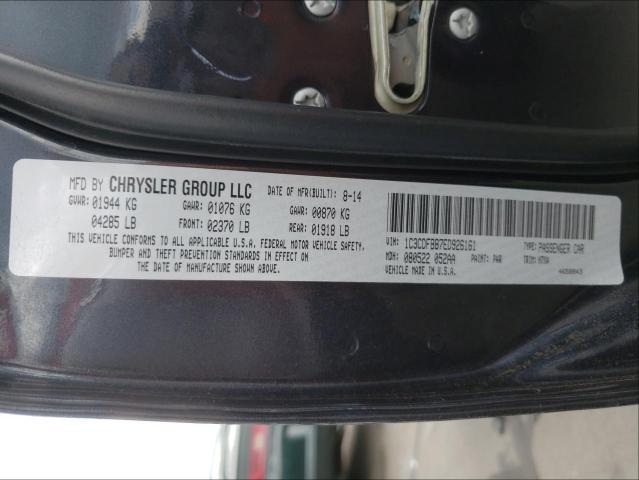 MFD BY CHRYSLER GROUP LLC DATE OF MFR(BUILT): 8-14
GVWR: 01944 KG GAWR: 01076 KG GAWR: 00870 KG
04285 LB FRONT: 02370 LB REAR: 01918 LB
THIS VEHICLE CONFORMS TO ALL APPLICABLE U.S.A. FEDERAL MOTOR VEHICLE SAFETY,
BUMPER AND THEFT PREVENTION STANDARDS IN EFFECT ON
THE DATE OF MANUFACTURE SHOWN ABOVE.
VIN: 1C3CDFBB7ED926161 TYPE: PASSENGER CAR
MDH: 080522 052AA PAINT: PAR TRIM:
MADE IN U.S.A.